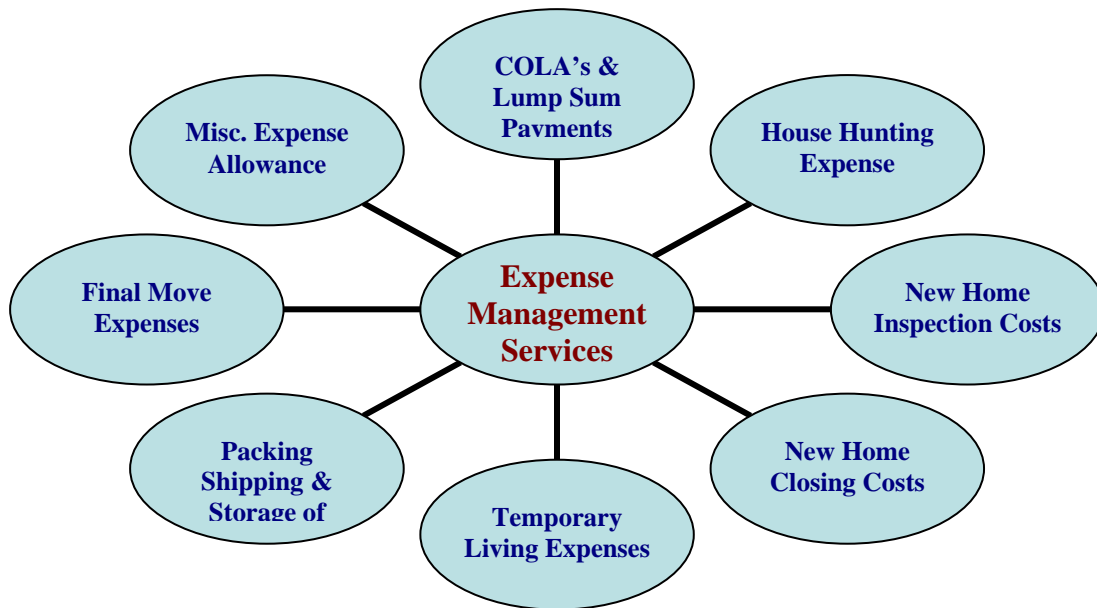 COLA's &
Lump Sum
Payments
House Hunting
Expense
New Home
Inspection Costs
New Home
Closing Costs
Temporary
Living Expenses
Packing
Shipping &
Storage of
Final Move
Expenses
Misc. Expense
Allowance
Expense
Management
Services